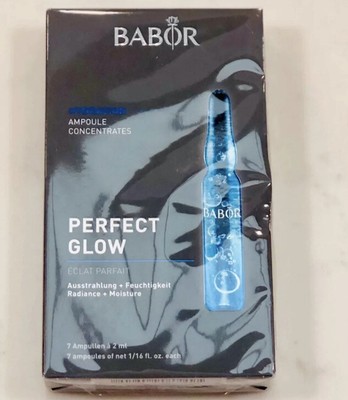 BABOR
AMPOULE
CONCENTRATES
BABOR
PERFECT
GLOW
ÉCLAT PARFAIT
Ausstrahlung + Feuchtigkeit
Radiance + Moisture
7 Ampullen à 2 ml
7 ampoules of net 1/16 fl. oz. each